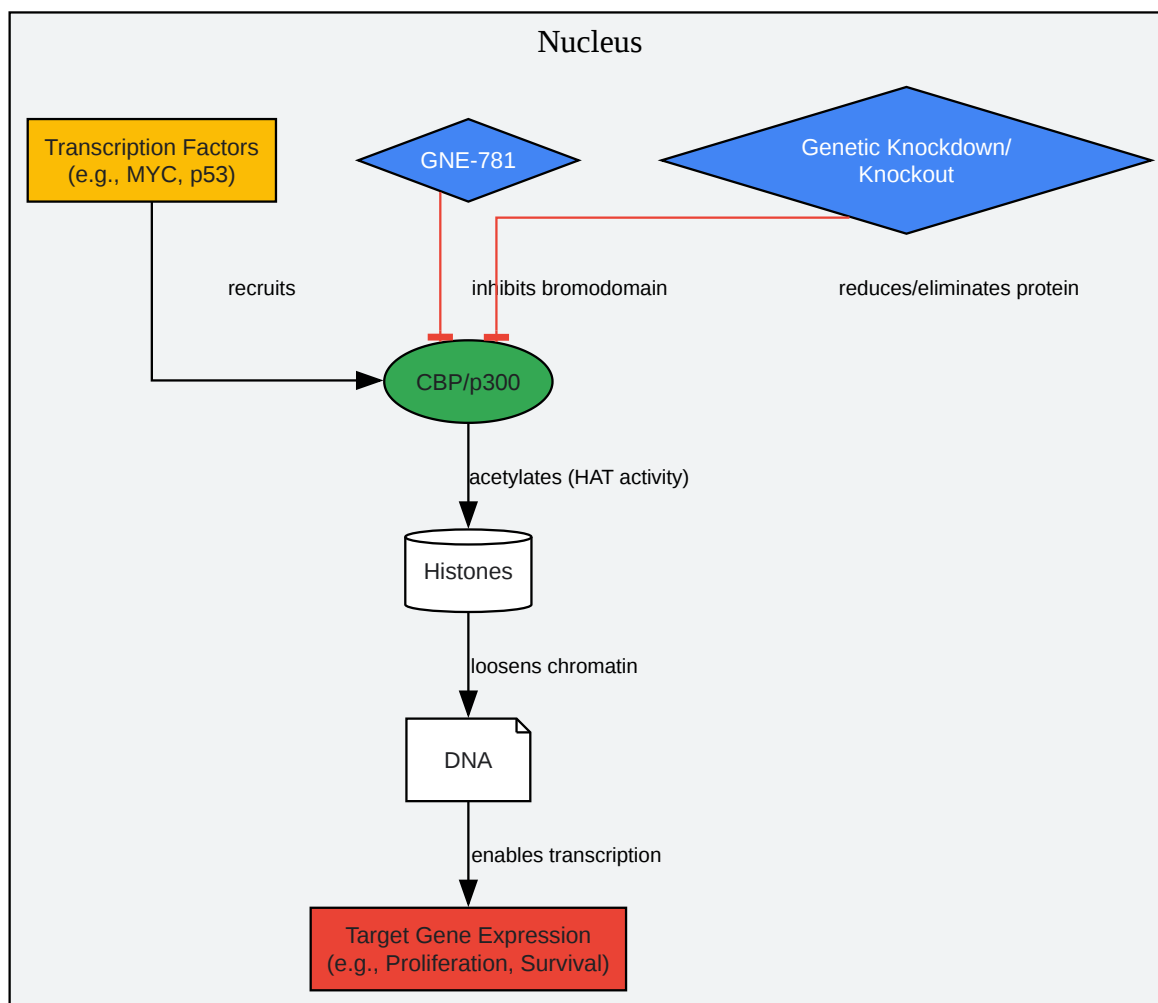 Nucleus
Transcription Factors
(e.g., MYC, p53)
GNE-781
Genetic Knockdown/
Knockout
recruits
inhibits bromodomain
reduces/eliminates protein
CBP/p300
acetylates (HAT activity)
Histones
loosens chromatin
DNA
enables transcription
Target Gene Expression
(e.g., Proliferation, Survival)